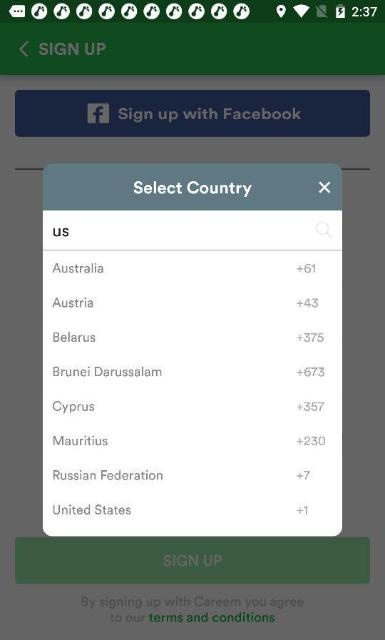 2:37
SIGN UP
Sign up with Facebook
Select Country
us
Australia +61
Austria +43
Belarus +375
Brunei Darussalam +673
Cyprus +357
Mauritius +230
Russian Federation +7
United States +1
SIGN UP
By signing up with Careem you agree
to our terms and conditions